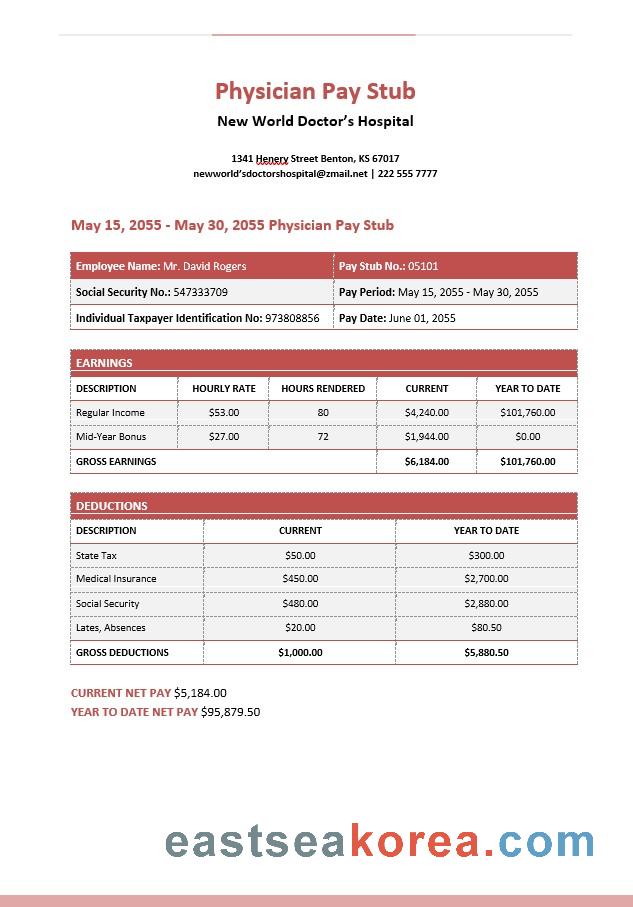 Physician Pay Stub
New World Doctor’s Hospital
1341 Henery Street Benton, KS 67017
newworld’sdoctorshospital@zmail.net | 222 555 7777
May 15, 2055 - May 30, 2055 Physician Pay Stub
Employee Name: Mr. David Rogers Pay Stub No.: 05101
Social Security No.: 547333709 Pay Period: May 15, 2055 - May 30, 2055
Individual Taxpayer Identification No: 973808856 Pay Date: June 01, 2055
EARNINGS
DESCRIPTION HOURLY RATE HOURS RENDERED CURRENT YEAR TO DATE
Regular Income $53.00 80 $4,240.00 $101,760.00
Mid-Year Bonus $27.00 72 $1,944.00 $0.00
GROSS EARNINGS $6,184.00 $101,760.00
DEDUCTIONS
DESCRIPTION CURRENT YEAR TO DATE
State Tax $50.00 $300.00
Medical Insurance $450.00 $2,700.00
Social Security $480.00 $2,880.00
Lates, Absences $20.00 $80.50
GROSS DEDUCTIONS $1,000.00 $5,880.50
CURRENT NET PAY $5,184.00
YEAR TO DATE NET PAY $95,879.50
eastseakorea.com